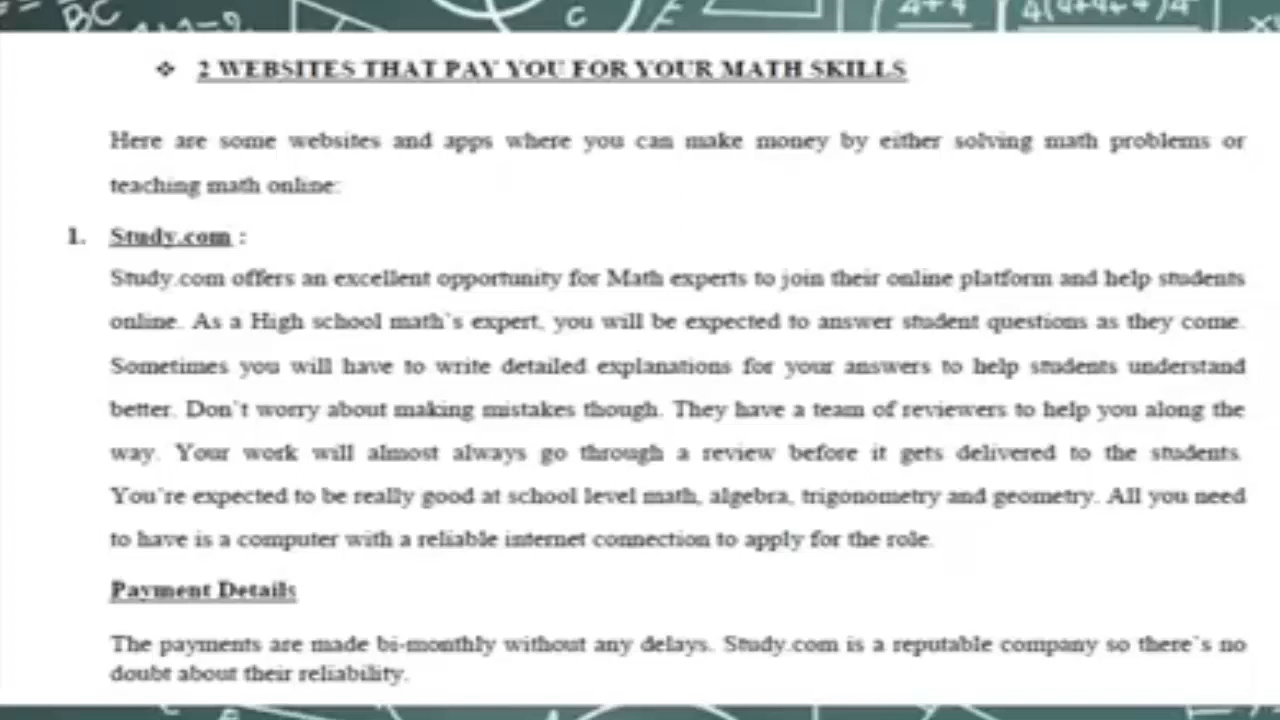 ❖ 2 WEBSITES THAT PAY YOU FOR YOUR MATH SKILLS
Here are some websites and apps where you can make money by either solving math problems or
teaching math online:
1. Study.com :
Study.com offers an excellent opportunity for Math experts to join their online platform and help students
online. As a High school math's expert, you will be expected to answer student questions as they come.
Sometimes you will have to write detailed explanations for your answers to help students understand
better. Don't worry about making mistakes though. They have a team of reviewers to help you along the
way. Your work will almost always go through a review before it gets delivered to the students.
You're expected to be really good at school level math, algebra, trigonometry and geometry. All you need
to have is a computer with a reliable internet connection to apply for the role.
Payment Details
The payments are made bi-monthly without any delays. Study.com is a reputable company so there's no
doubt about their reliability.